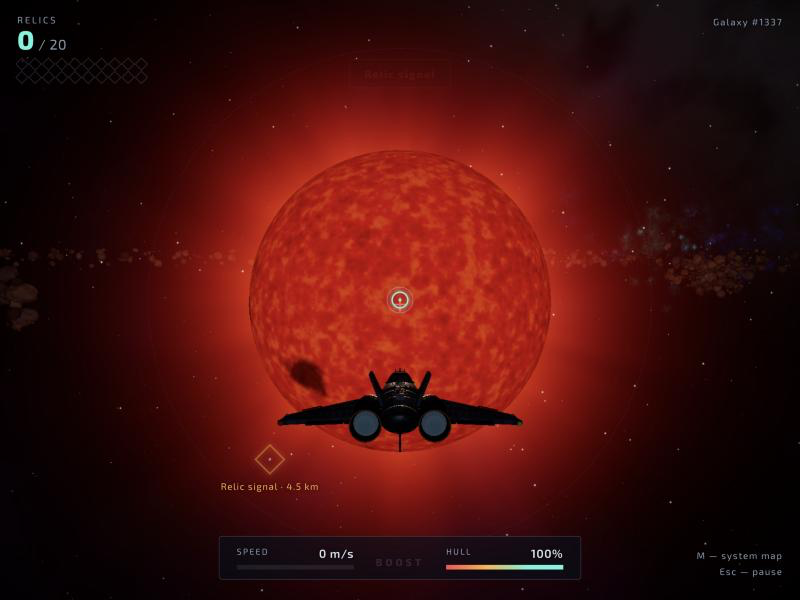 RELICS
0 / 20
Galaxy #1337
Relic signal
Relic signal · 4.5 km
SPEED 0 m/s
BOOST
HULL 100%
M — system map
Esc — pause